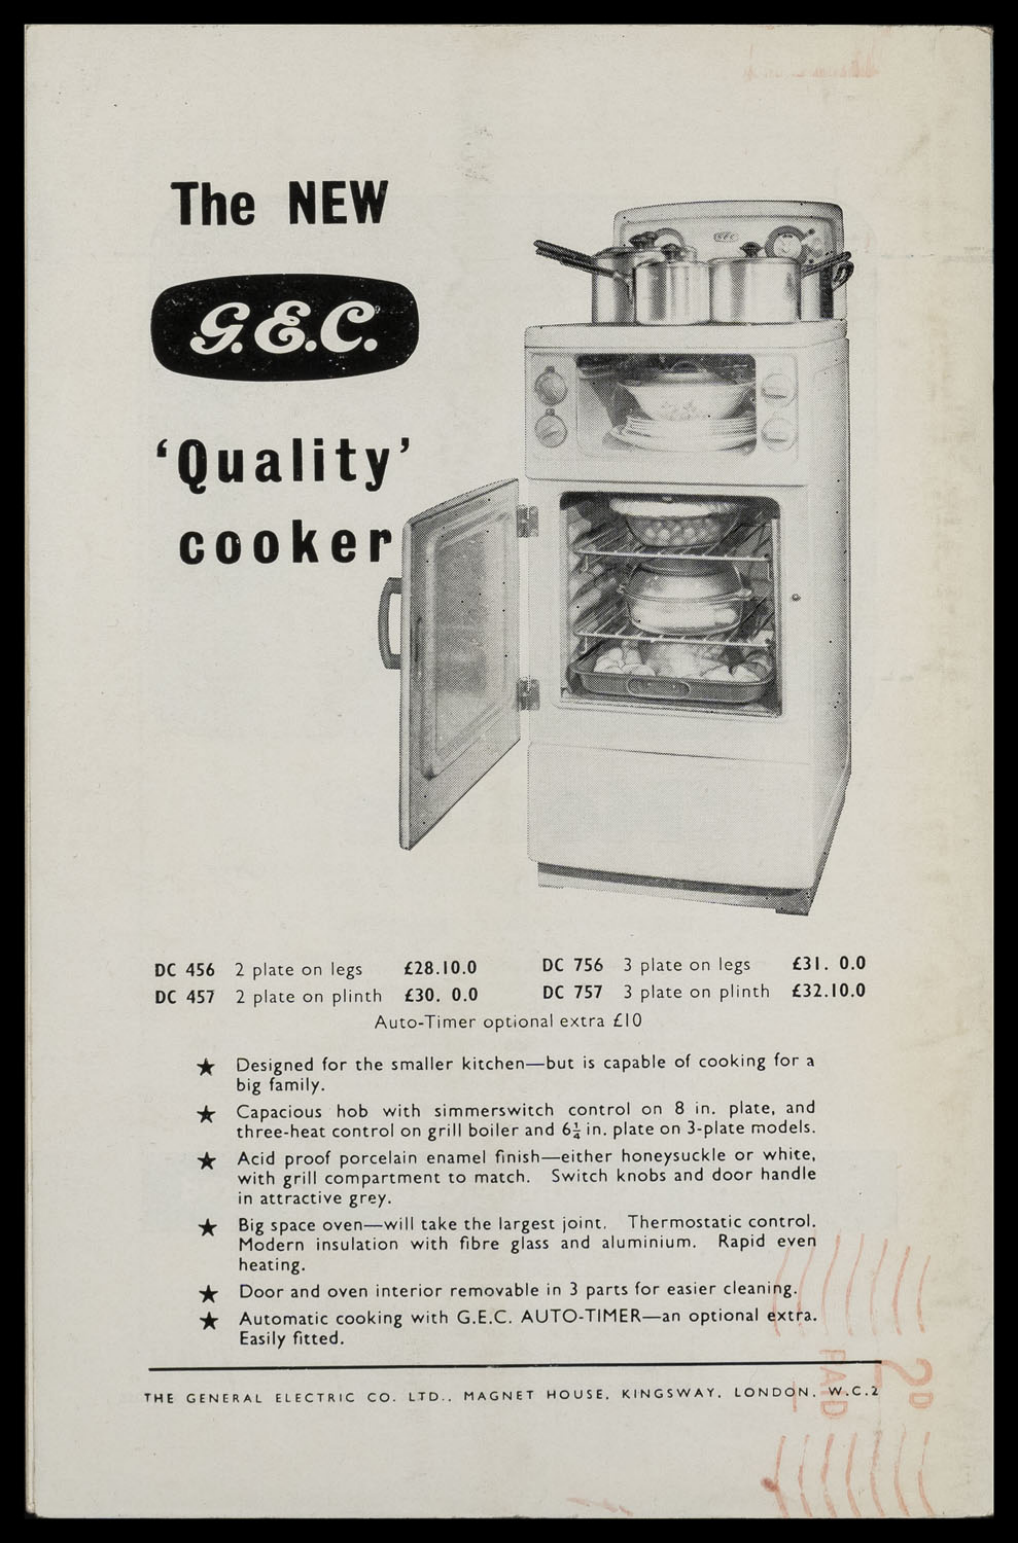 The NEW
G.E.C.
‘Quality’
cooker
DC 456 2 plate on legs £28.10.0 DC 756 3 plate on legs £31. 0.0
DC 457 2 plate on plinth £30. 0.0 DC 757 3 plate on plinth £32.10.0
Auto-Timer optional extra £10
★ Designed for the smaller kitchen—but is capable of cooking for a
big family.
★ Capacious hob with simmerswitch control on 8 in. plate, and
three-heat control on grill boiler and 6¼ in. plate on 3-plate models.
★ Acid proof porcelain enamel finish—either honeysuckle or white,
with grill compartment to match. Switch knobs and door handle
in attractive grey.
★ Big space oven—will take the largest joint. Thermostatic control.
Modern insulation with fibre glass and aluminium. Rapid even
heating.
★ Door and oven interior removable in 3 parts for easier cleaning.
★ Automatic cooking with G.E.C. AUTO-TIMER—an optional extra.
Easily fitted.
THE GENERAL ELECTRIC CO. LTD., MAGNET HOUSE, KINGSWAY, LONDON, W.C.2
PAID
2D